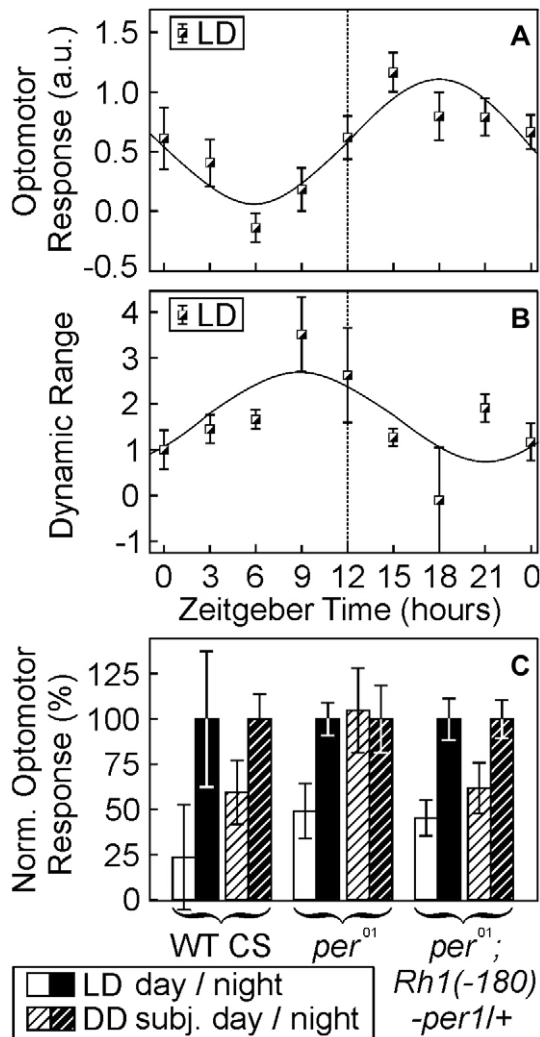 A
LD
Optomotor
Response (a.u.)
1.5
1.0
0.5
0.0
-0.5
B
LD
Dynamic Range
4
3
2
1
0
-1
0 3 6 9 12 15 18 21 0
Zeitgeber Time (hours)
C
Norm. Optomotor
Response (%)
125
100
75
50
25
0
WT CS per⁰¹ per⁰¹;
Rh1(-180)
-per1/+
LD day / night
DD subj. day / night